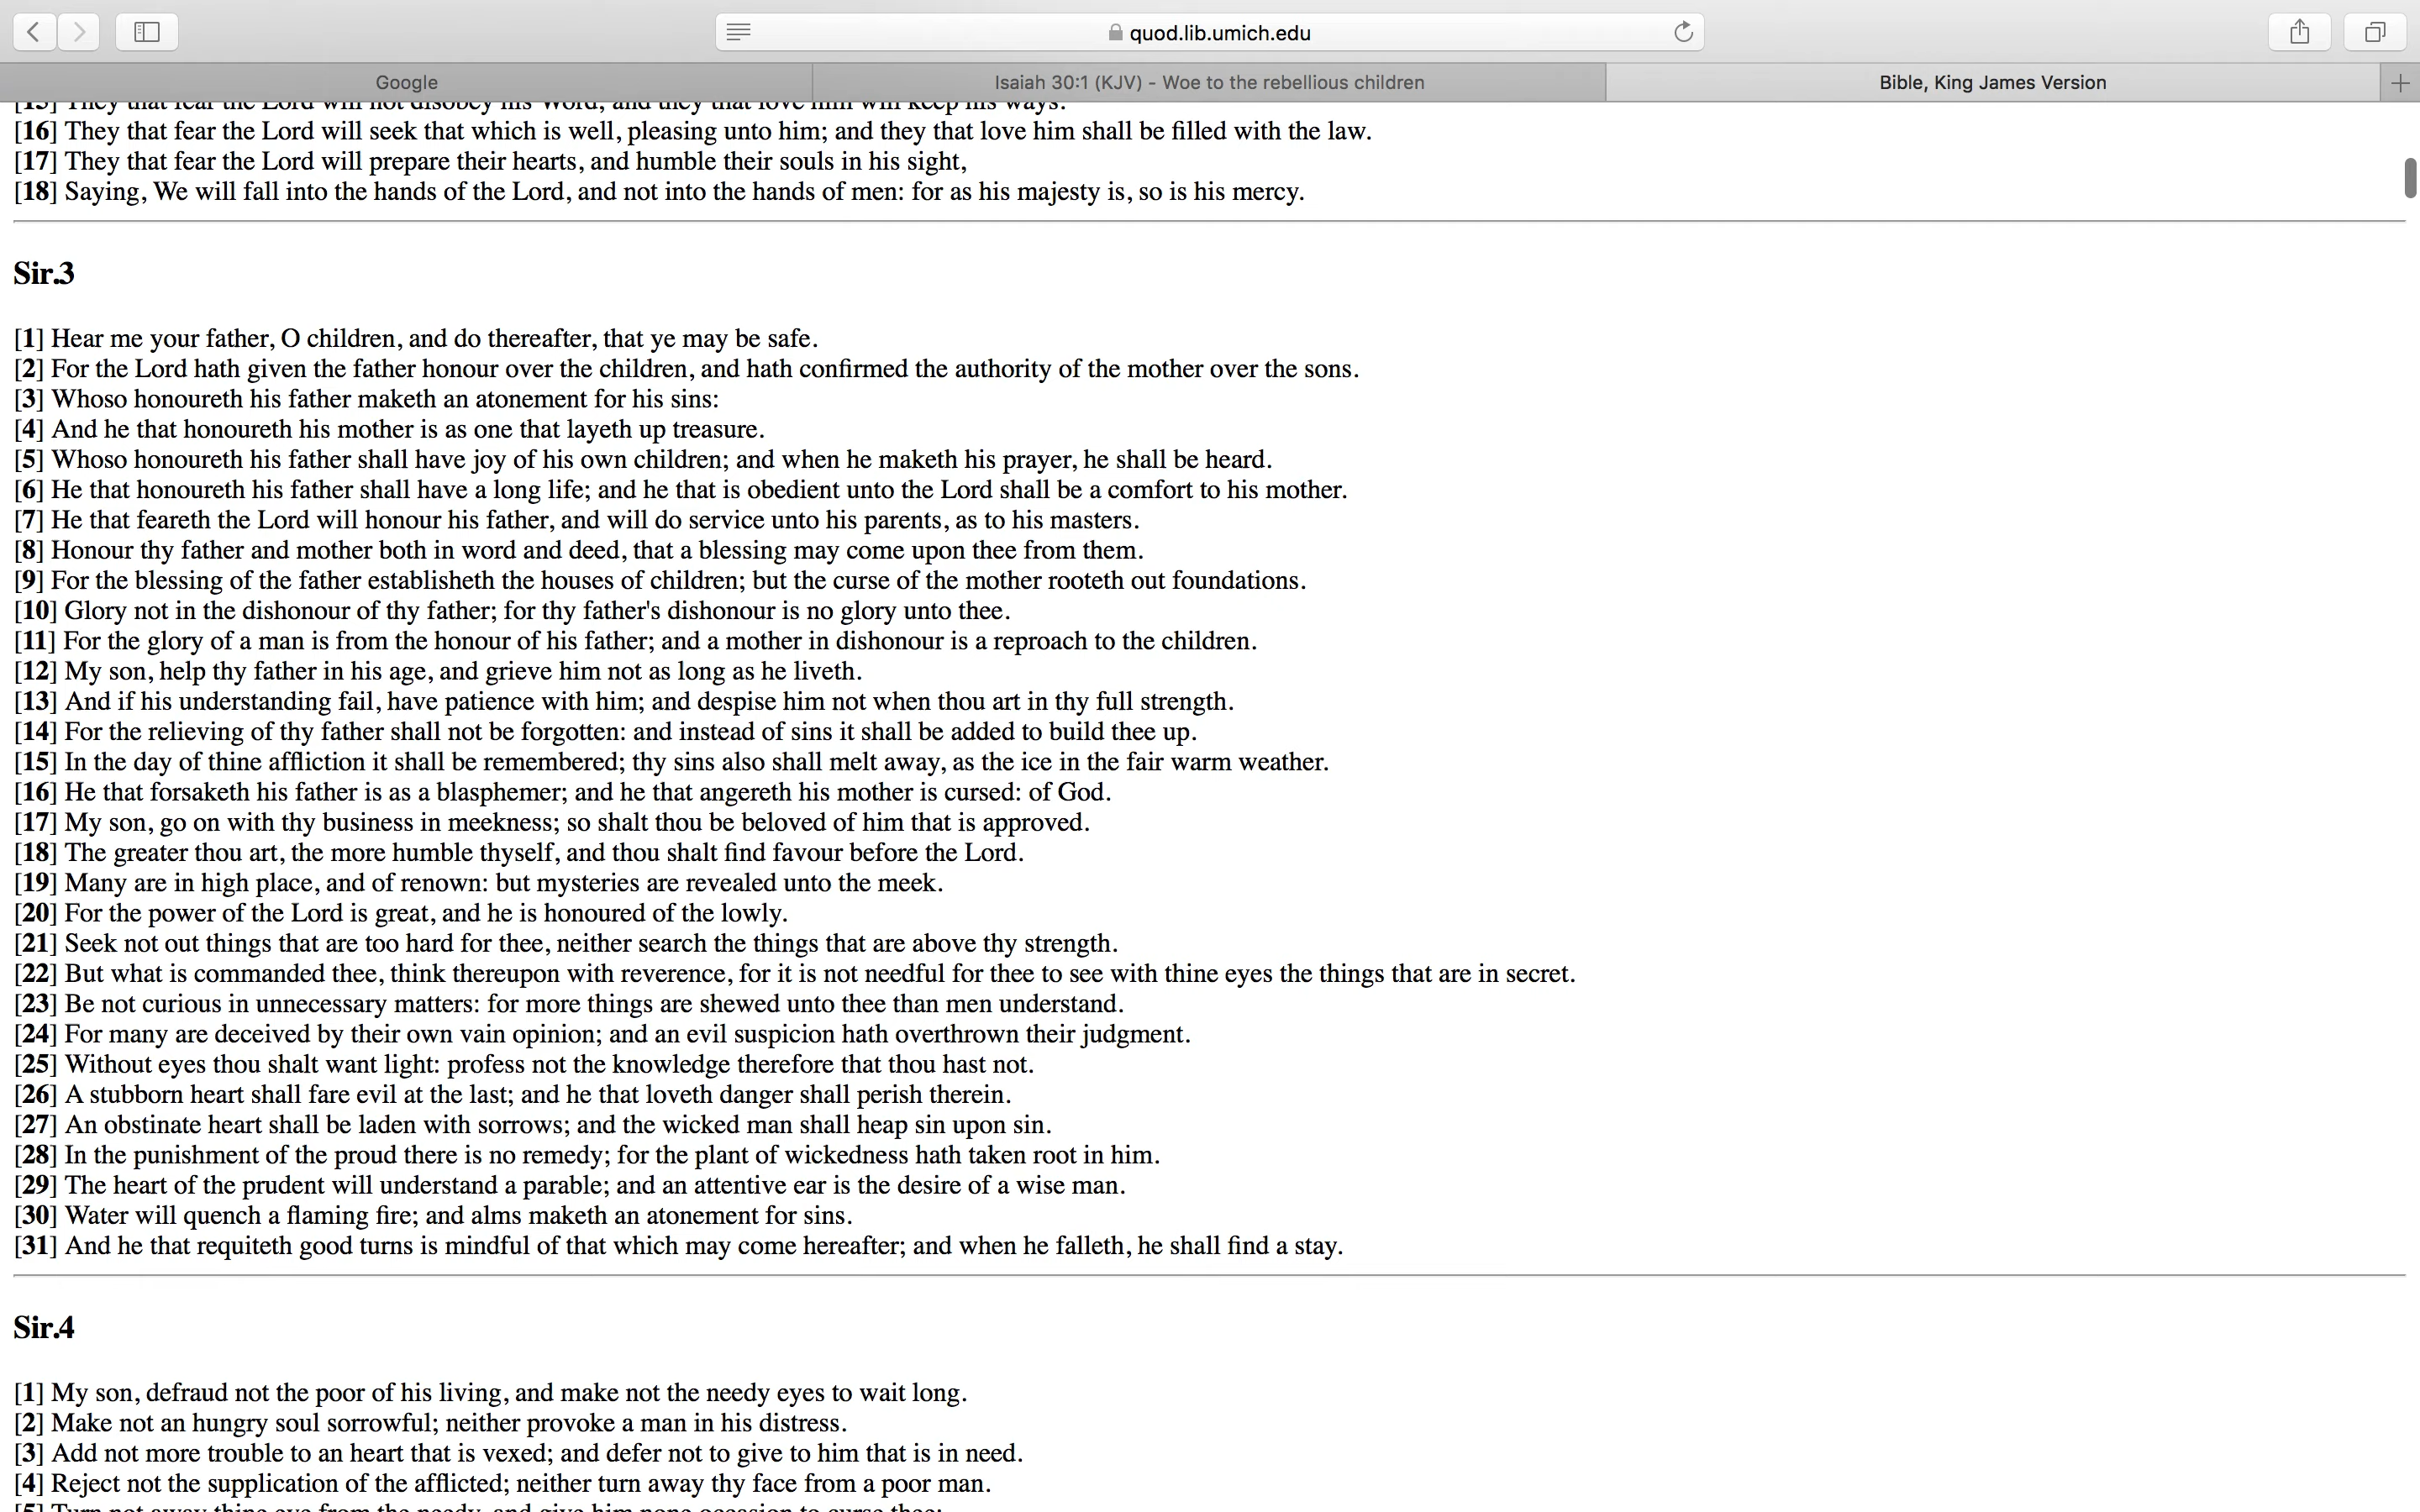 quod.lib.umich.edu
Google
Isaiah 30:1 (KJV) - Woe to the rebellious children
Bible, King James Version
[15] They that fear the Lord will not disobey his Word; and they that love him will keep his ways.
[16] They that fear the Lord will seek that which is well, pleasing unto him; and they that love him shall be filled with the law.
[17] They that fear the Lord will prepare their hearts, and humble their souls in his sight,
[18] Saying, We will fall into the hands of the Lord, and not into the hands of men: for as his majesty is, so is his mercy.
Sir.3
[1] Hear me your father, O children, and do thereafter, that ye may be safe.
[2] For the Lord hath given the father honour over the children, and hath confirmed the authority of the mother over the sons.
[3] Whoso honoureth his father maketh an atonement for his sins:
[4] And he that honoureth his mother is as one that layeth up treasure.
[5] Whoso honoureth his father shall have joy of his own children; and when he maketh his prayer, he shall be heard.
[6] He that honoureth his father shall have a long life; and he that is obedient unto the Lord shall be a comfort to his mother.
[7] He that feareth the Lord will honour his father, and will do service unto his parents, as to his masters.
[8] Honour thy father and mother both in word and deed, that a blessing may come upon thee from them.
[9] For the blessing of the father establisheth the houses of children; but the curse of the mother rooteth out foundations.
[10] Glory not in the dishonour of thy father; for thy father's dishonour is no glory unto thee.
[11] For the glory of a man is from the honour of his father; and a mother in dishonour is a reproach to the children.
[12] My son, help thy father in his age, and grieve him not as long as he liveth.
[13] And if his understanding fail, have patience with him; and despise him not when thou art in thy full strength.
[14] For the relieving of thy father shall not be forgotten: and instead of sins it shall be added to build thee up.
[15] In the day of thine affliction it shall be remembered; thy sins also shall melt away, as the ice in the fair warm weather.
[16] He that forsaketh his father is as a blasphemer; and he that angereth his mother is cursed: of God.
[17] My son, go on with thy business in meekness; so shalt thou be beloved of him that is approved.
[18] The greater thou art, the more humble thyself, and thou shalt find favour before the Lord.
[19] Many are in high place, and of renown: but mysteries are revealed unto the meek.
[20] For the power of the Lord is great, and he is honoured of the lowly.
[21] Seek not out things that are too hard for thee, neither search the things that are above thy strength.
[22] But what is commanded thee, think thereupon with reverence, for it is not needful for thee to see with thine eyes the things that are in secret.
[23] Be not curious in unnecessary matters: for more things are shewed unto thee than men understand.
[24] For many are deceived by their own vain opinion; and an evil suspicion hath overthrown their judgment.
[25] Without eyes thou shalt want light: profess not the knowledge therefore that thou hast not.
[26] A stubborn heart shall fare evil at the last; and he that loveth danger shall perish therein.
[27] An obstinate heart shall be laden with sorrows; and the wicked man shall heap sin upon sin.
[28] In the punishment of the proud there is no remedy; for the plant of wickedness hath taken root in him.
[29] The heart of the prudent will understand a parable; and an attentive ear is the desire of a wise man.
[30] Water will quench a flaming fire; and alms maketh an atonement for sins.
[31] And he that requiteth good turns is mindful of that which may come hereafter; and when he falleth, he shall find a stay.
Sir.4
[1] My son, defraud not the poor of his living, and make not the needy eyes to wait long.
[2] Make not an hungry soul sorrowful; neither provoke a man in his distress.
[3] Add not more trouble to an heart that is vexed; and defer not to give to him that is in need.
[4] Reject not the supplication of the afflicted; neither turn away thy face from a poor man.
[5] Turn not away thine eye from the needy, and give him none occasion to curse thee: